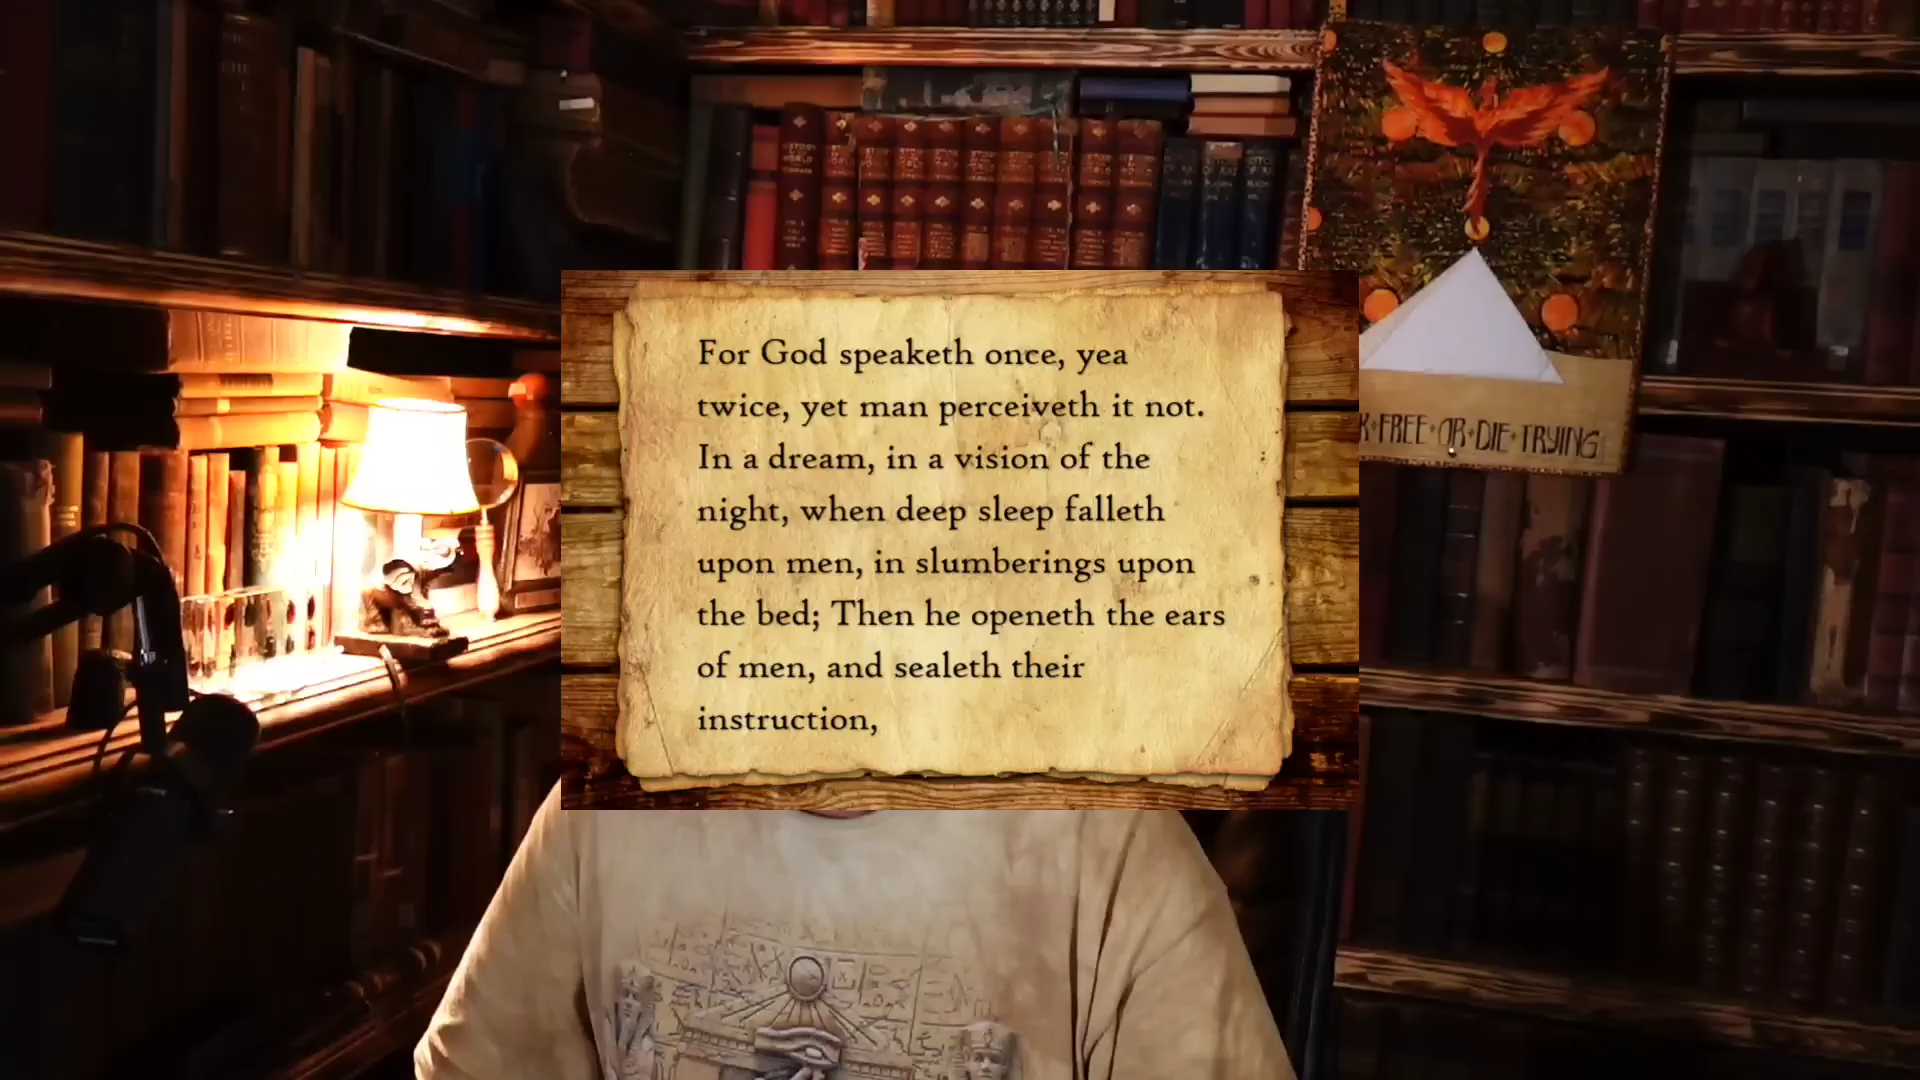 For God speaketh once, yea
twice, yet man perceiveth it not.
In a dream, in a vision of the
night, when deep sleep falleth
upon men, in slumberings upon
the bed; Then he openeth the ears
of men, and sealeth their
instruction,
FREE·OR·DIE·TRYING